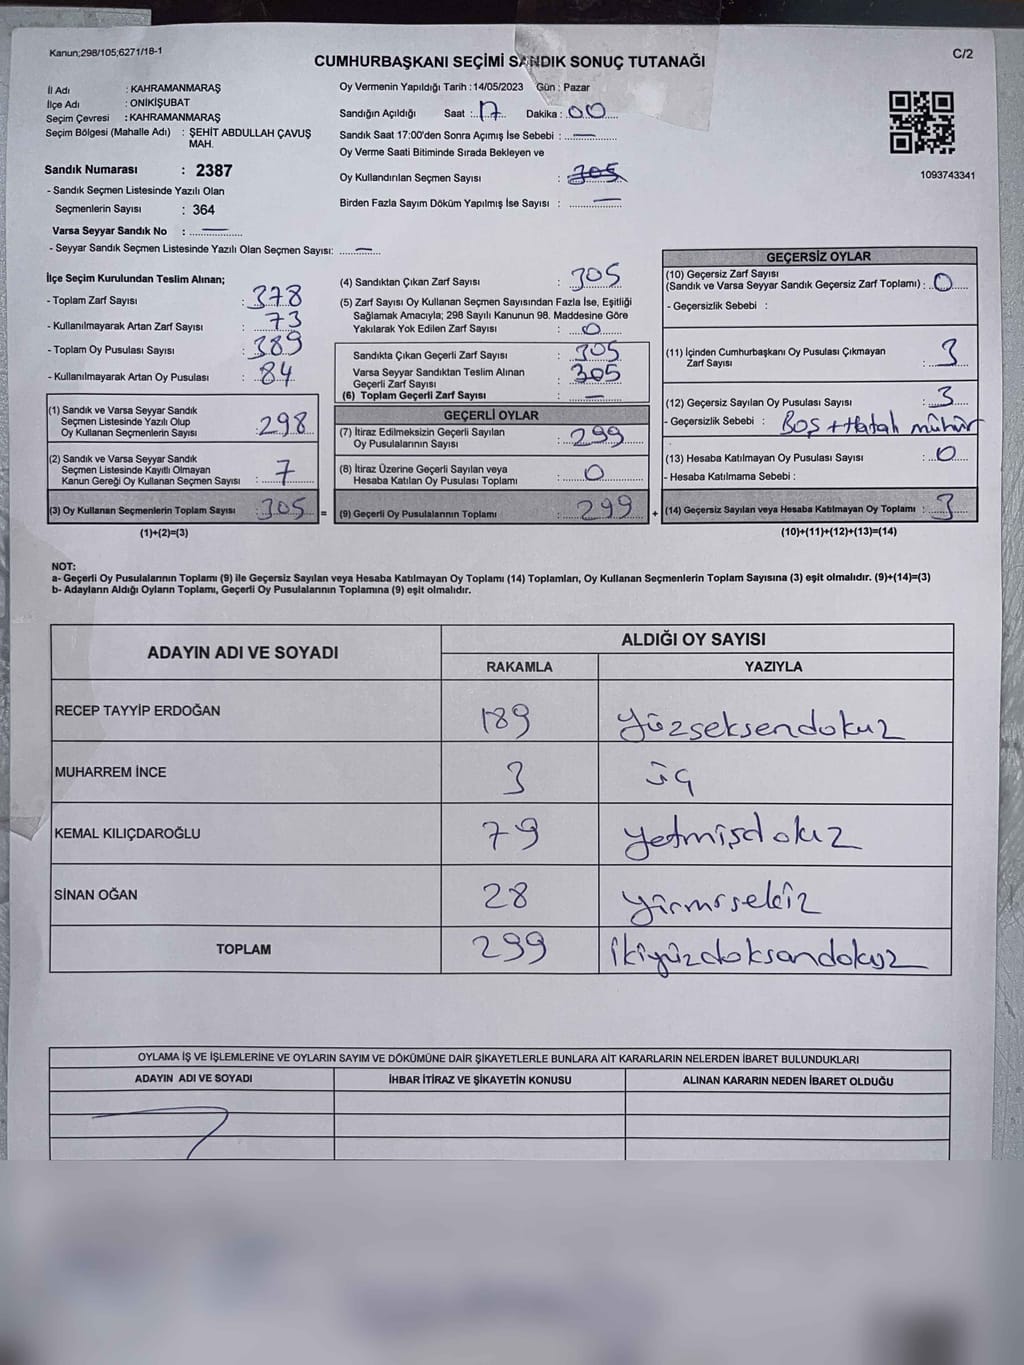 Kanun;298/105,6271/18-1
C/2
CUMHURBAŞKANI SEÇİMİ SANDIK SONUÇ TUTANAĞI
İl Adı : KAHRAMANMARAŞ
İlçe Adı : ONİKİŞUBAT
Seçim Çevresi : KAHRAMANMARAŞ
Seçim Bölgesi (Mahalle Adı) : ŞEHİT ABDULLAH ÇAVUŞ
MAH.
Sandık Numarası : 2387
- Sandık Seçmen Listesinde Yazılı Olan
Seçmenlerin Sayısı : 364
Varsa Seyyar Sandık No : —
- Seyyar Sandık Seçmen Listesinde Yazılı Olan Seçmen Sayısı: —
Oy Vermenin Yapıldığı Tarih : 14/05/2023 Gün : Pazar
Sandığın Açıldığı Saat : 17 Dakika : 00
Sandık Saat 17:00'den Sonra Açımış İse Sebebi : —
Oy Verme Saati Bitiminde Sırada Bekleyen ve
Oy Kullandırılan Seçmen Sayısı : 305
Birden Fazla Sayım Döküm Yapılmış İse Sayısı : —
1093743341
İlçe Seçim Kurulundan Teslim Alınan;
- Toplam Zarf Sayısı : 378
- Kullanılmayarak Artan Zarf Sayısı : 73
- Toplam Oy Pusulası Sayısı : 389
- Kullanılmayarak Artan Oy Pusulası : 84
(1) Sandık ve Varsa Seyyar Sandık
Seçmen Listesinde Yazılı Olup
Oy Kullanan Seçmenlerin Sayısı : 298
(2) Sandık ve Varsa Seyyar Sandık
Seçmen Listesinde Kayıtlı Olmayan
Kanun Gereği Oy Kullanan Seçmen Sayısı : 7
(3) Oy Kullanan Seçmenlerin Toplam Sayısı : 305 =
(1)+(2)=(3)
(4) Sandıktan Çıkan Zarf Sayısı : 305
(5) Zarf Sayısı Oy Kullanan Seçmen Sayısından Fazla İse, Eşitliği
Sağlamak Amacıyla; 298 Sayılı Kanunun 98. Maddesine Göre
Yakılarak Yok Edilen Zarf Sayısı : 0
Sandıkta Çıkan Geçerli Zarf Sayısı : 305
Varsa Seyyar Sandıktan Teslim Alınan
Geçerli Zarf Sayısı : 305
(6) Toplam Geçerli Zarf Sayısı : —
GEÇERLİ OYLAR
(7) İtiraz Edilmeksizin Geçerli Sayılan
Oy Pusulalarının Sayısı : 299
(8) İtiraz Üzerine Geçerli Sayılan veya
Hesaba Katılan Oy Pusulası Toplamı : 0
(9) Geçerli Oy Pusulalarının Toplamı : 299 +
GEÇERSİZ OYLAR
(10) Geçersiz Zarf Sayısı
(Sandık ve Varsa Seyyar Sandık Geçersiz Zarf Toplamı) : 0
- Geçersizlik Sebebi :
(11) İçinden Cumhurbaşkanı Oy Pusulası Çıkmayan
Zarf Sayısı : 3
(12) Geçersiz Sayılan Oy Pusulası Sayısı : 3
- Geçersizlik Sebebi : Boş + Hatalı mühür
(13) Hesaba Katılmayan Oy Pusulası Sayısı : 0
- Hesaba Katılmama Sebebi :
(14) Geçersiz Sayılan veya Hesaba Katılmayan Oy Toplamı : 3
(10)+(11)+(12)+(13)=(14)
NOT:
a- Geçerli Oy Pusulalarının Toplamı (9) ile Geçersiz Sayılan veya Hesaba Katılmayan Oy Toplamı (14) Toplamları, Oy Kullanan Seçmenlerin Toplam Sayısına (3) eşit olmalıdır. (9)+(14)=(3)
b- Adayların Aldığı Oyların Toplamı, Geçerli Oy Pusulalarının Toplamına (9) eşit olmalıdır.
ADAYIN ADI VE SOYADI
ALDIĞI OY SAYISI
RAKAMLA YAZIYLA
RECEP TAYYİP ERDOĞAN 189 yüzseksendokuz
MUHARREM İNCE 3 üç
KEMAL KILIÇDAROĞLU 79 yetmişdokuz
SİNAN OĞAN 28 yirmisekiz
TOPLAM 299 ikiyüzdoksandokuz
OYLAMA İŞ VE İŞLEMLERİNE VE OYLARIN SAYIM VE DÖKÜMÜNE DAİR ŞİKAYETLERLE BUNLARA AİT KARARLARIN NELERDEN İBARET BULUNDUKLARI
ADAYIN ADI VE SOYADI İHBAR İTİRAZ VE ŞİKAYETİN KONUSU ALINAN KARARIN NEDEN İBARET OLDUĞU